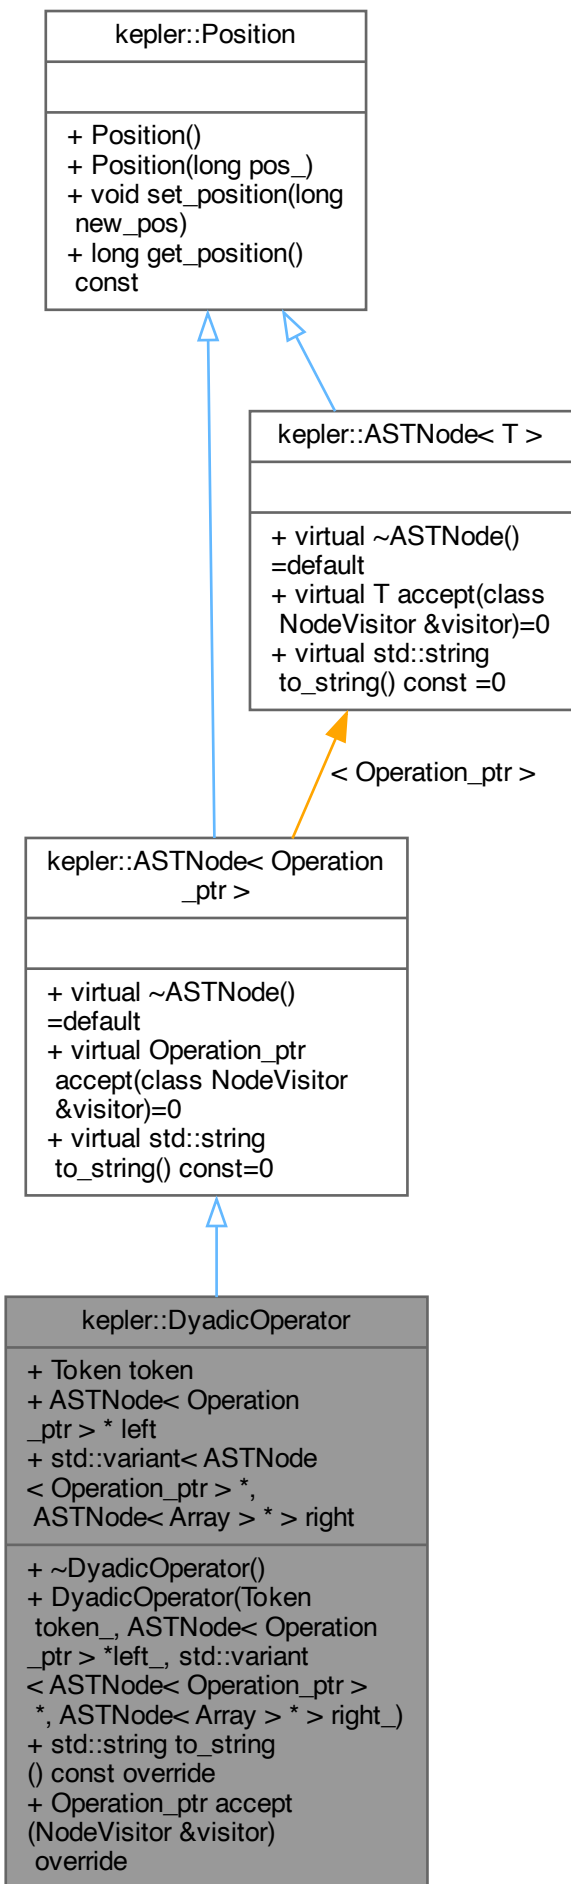 kepler::Position
+ Position()
+ Position(long pos_)
+ void set_position(long
new_pos)
+ long get_position()
const
kepler::ASTNode< T >
+ virtual ~ASTNode()
=default
+ virtual T accept(class
NodeVisitor &visitor)=0
+ virtual std::string
to_string() const =0
< Operation_ptr >
kepler::ASTNode< Operation
_ptr >
+ virtual ~ASTNode()
=default
+ virtual Operation_ptr
accept(class NodeVisitor
&visitor)=0
+ virtual std::string
to_string() const=0
kepler::DyadicOperator
+ Token token
+ ASTNode< Operation
_ptr > * left
+ std::variant< ASTNode
< Operation_ptr > *,
ASTNode< Array > * > right
+ ~DyadicOperator()
+ DyadicOperator(Token
token_, ASTNode< Operation
_ptr > *left_, std::variant
< ASTNode< Operation_ptr >
*, ASTNode< Array > * > right_)
+ std::string to_string
() const override
+ Operation_ptr accept
(NodeVisitor &visitor)
override